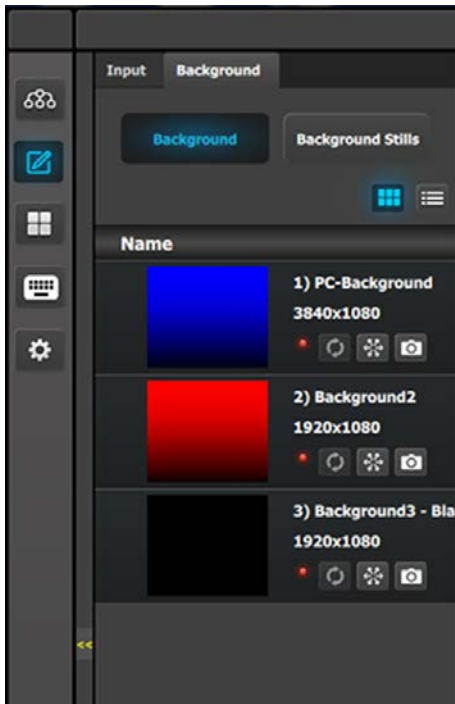 Input Background
Background Background Stills
Name
1) PC-Background
3840x1080
2) Background2
1920x1080
3) Background3 - Bla
1920x1080
<<